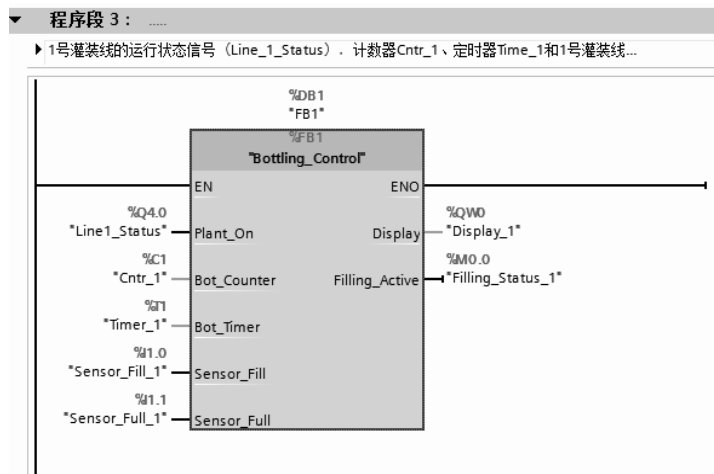 程序段 3： .....
1号灌装线的运行状态信号（Line_1_Status）. 计数器Cntr_1、定时器Time_1和1号灌装线...
%DB1
"FB1"
%FB1
"Bottling_Control"
EN ENO
%Q4.0
"Line1_Status" Plant_On
Display
%QW0
"Display_1"
%C1
"Cntr_1" Bot_Counter
Filling_Active
%M0.0
"Filling_Status_1"
%T1
"Timer_1" Bot_Timer
%I1.0
"Sensor_Fill_1" Sensor_Fill
%I1.1
"Sensor_Full_1" Sensor_Full